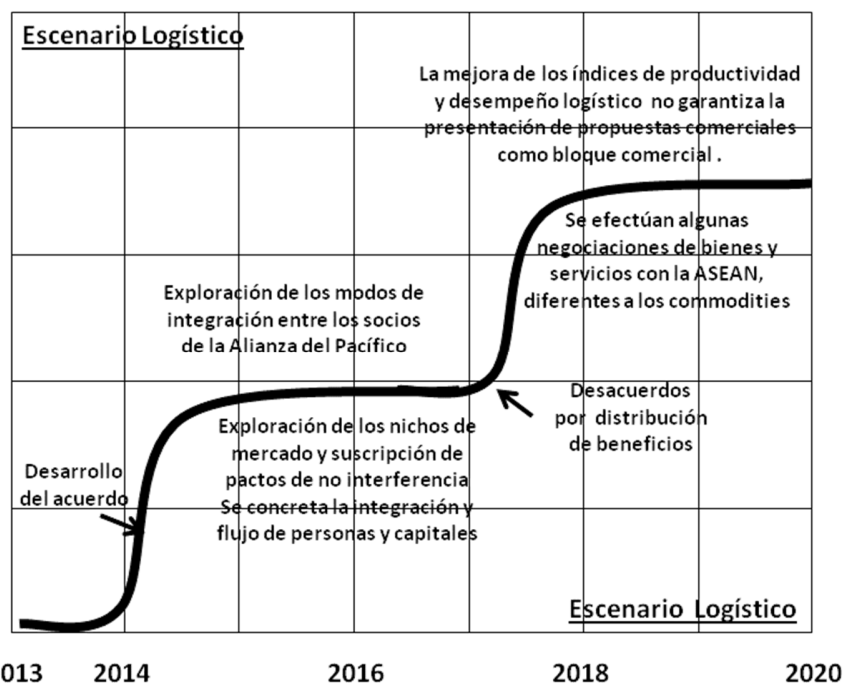 Escenario Logístico
La mejora de los índices de productividad
y desempeño logístico no garantiza la
presentación de propuestas comerciales
como bloque comercial .
Se efectúan algunas
negociaciones de bienes y
servicios con la ASEAN,
diferentes a los commodities
Exploración de los modos de
integración entre los socios
de la Alianza del Pacífico
Desacuerdos
por distribución
de beneficios
Exploración de los nichos de
mercado y suscripción de
pactos de no interferencia
Se concreta la integración y
flujo de personas y capitales
Desarrollo
del acuerdo
Escenario Logístico
013 2014 2016 2018 2020